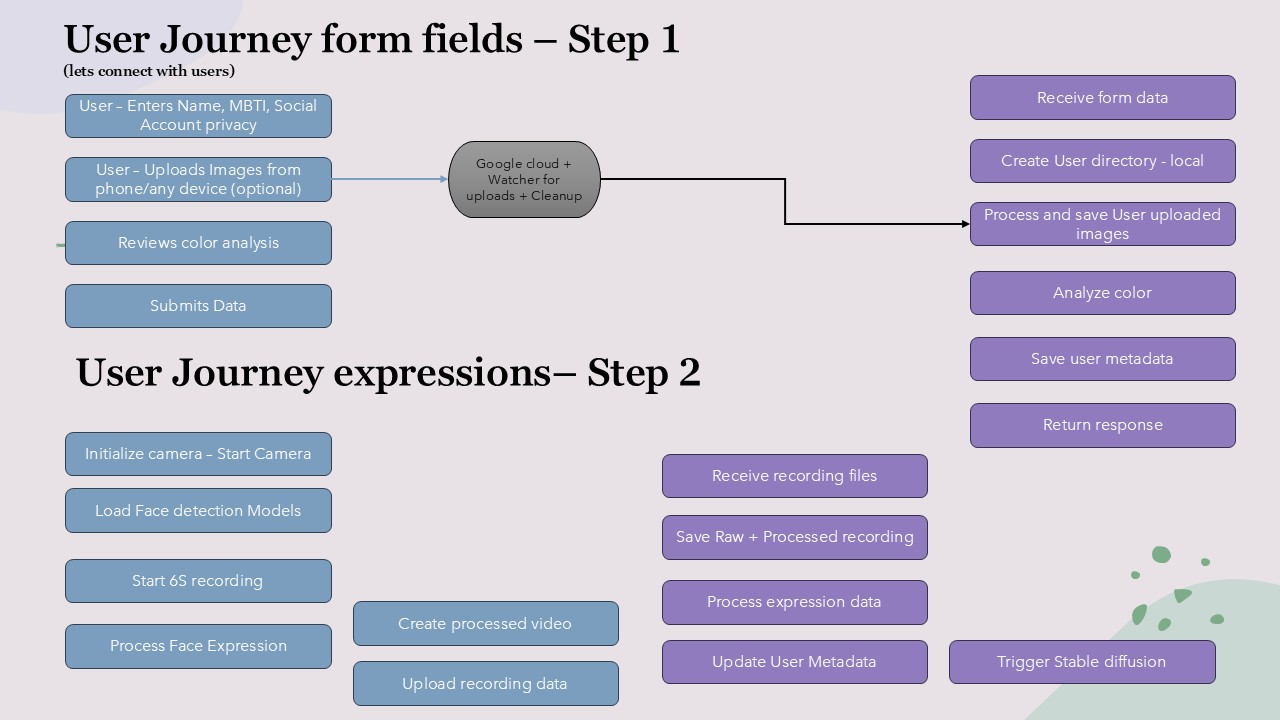 User Journey form fields – Step 1
(lets connect with users)
User – Enters Name, MBTI, Social
Account privacy
User – Uploads Images from
phone/any device (optional)
Reviews color analysis
Submits Data
Google cloud +
Watcher for
uploads + Cleanup
Receive form data
Create User directory - local
Process and save User uploaded
images
Analyze color
Save user metadata
Return response
User Journey expressions– Step 2
Initialize camera – Start Camera
Load Face detection Models
Start 6S recording
Process Face Expression
Create processed video
Upload recording data
Receive recording files
Save Raw + Processed recording
Process expression data
Update User Metadata
Trigger Stable diffusion